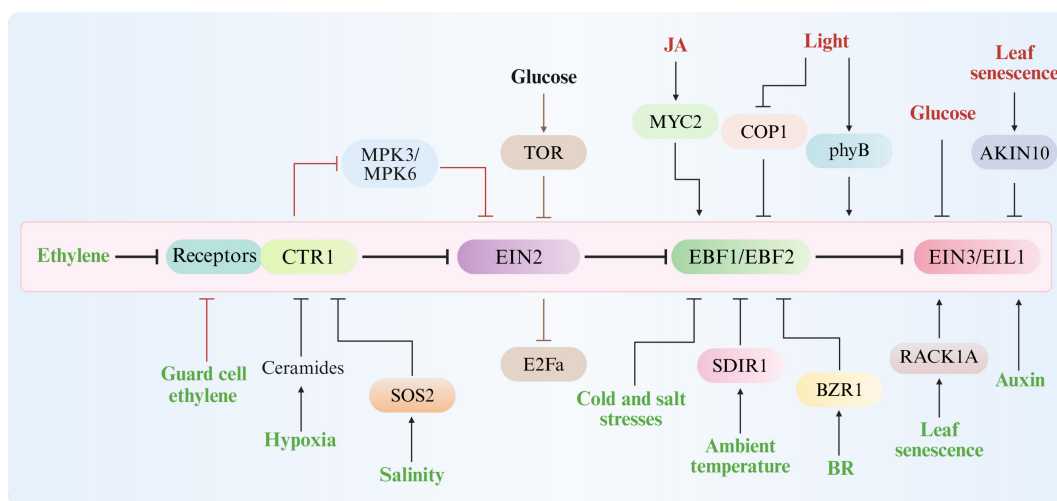 JA
Light
Leaf
senescence
Glucose
Glucose
MYC2
COP1
phyB
AKIN10
MPK3/
MPK6
TOR
Ethylene
Receptors
CTR1
EIN2
EBF1/EBF2
EIN3/EIL1
Guard cell
ethylene
Ceramides
Hypoxia
SOS2
Salinity
E2Fa
Cold and salt
stresses
SDIR1
Ambient
temperature
BZR1
BR
RACK1A
Leaf
senescence
Auxin